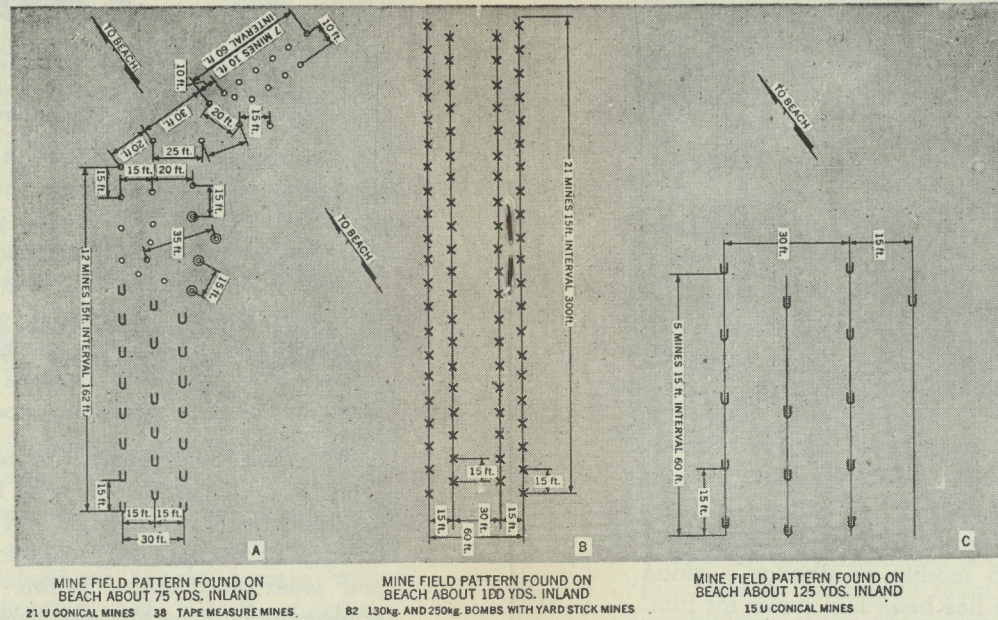 TO BEACH
7 MINES 10 ft.
INTERVAL 60 ft.
10 ft.
10 ft.
30 ft.
20 ft.
20 ft.
15 ft.
25 ft.
15 ft.
20 ft.
15 ft.
15 ft.
35 ft.
15 ft.
12 MINES 15 ft. INTERVAL 162 ft.
15 ft.
15 ft.
15 ft.
30 ft.
A
MINE FIELD PATTERN FOUND ON
BEACH ABOUT 75 YDS. INLAND
21 U CONICAL MINES 38 TAPE MEASURE MINES
TO BEACH
21 MINES 15 ft. INTERVAL 300 ft.
15 ft.
15 ft.
15 ft.
30 ft.
15 ft.
60 ft.
B
MINE FIELD PATTERN FOUND ON
BEACH ABOUT 100 YDS. INLAND
82 130kg. AND 250kg. BOMBS WITH YARD STICK MINES
TO BEACH
30 ft.
15 ft.
5 MINES 15 ft. INTERVAL 60 ft.
15 ft.
C
MINE FIELD PATTERN FOUND ON
BEACH ABOUT 125 YDS. INLAND
15 U CONICAL MINES